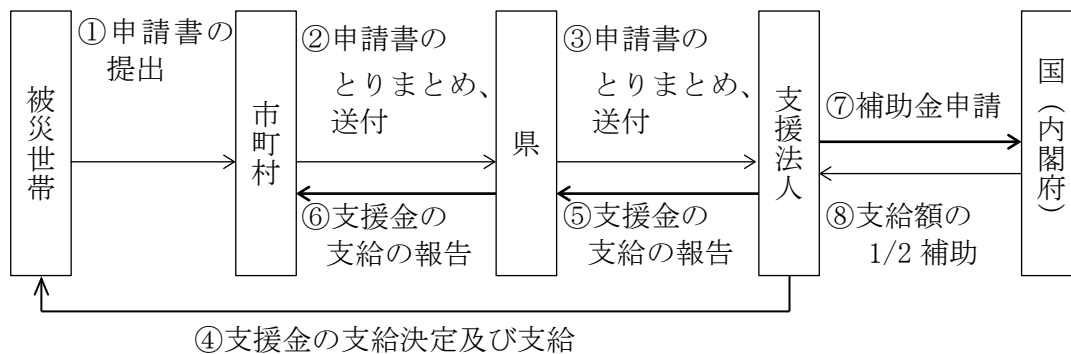 ①申請書の
提出
②申請書の
とりまとめ、
送付
③申請書の
とりまとめ、
送付
被災世帯
市町村
県
支援法人
国（内閣府）
⑦補助金申請
⑥支援金の
支給の報告
⑤支援金の
支給の報告
⑧支給額の
1/2 補助
④支援金の支給決定及び支給